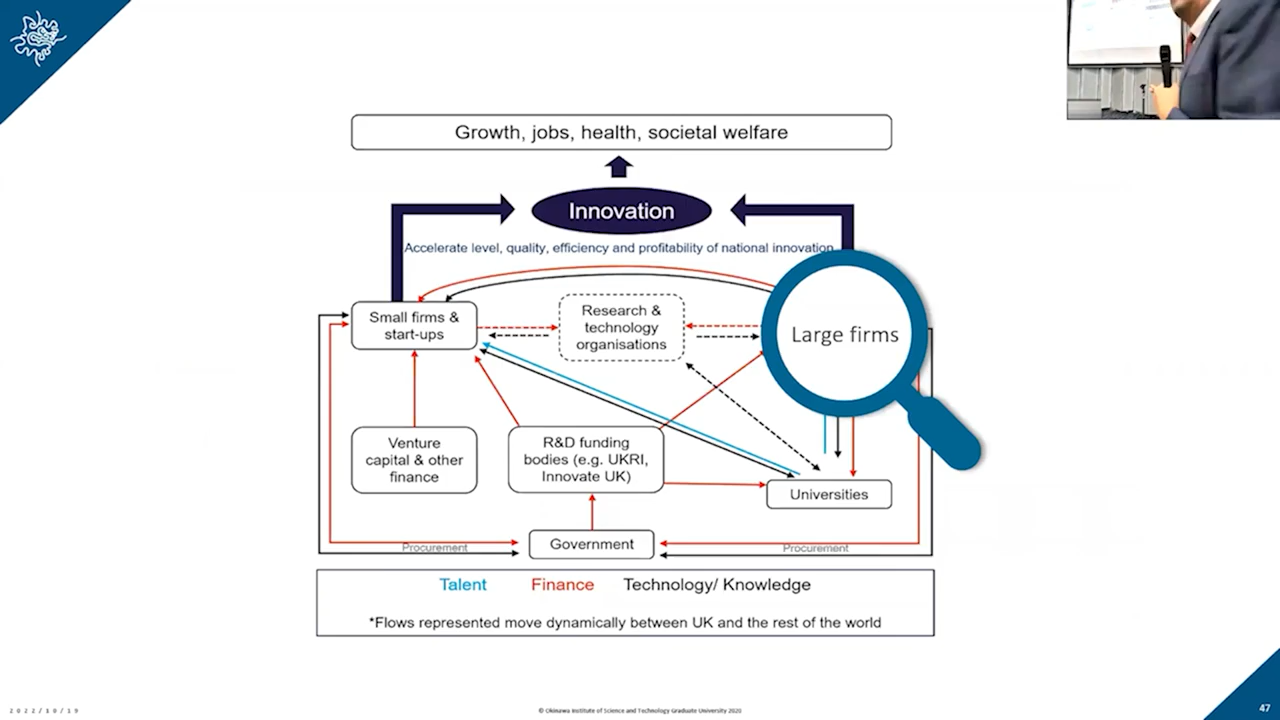 Growth, jobs, health, societal welfare
Innovation
Accelerate level, quality, efficiency and profitability of national innovation
Small firms &
start-ups
Research &
technology
organisations
Large firms
Venture
capital & other
finance
R&D funding
bodies (e.g. UKRI,
Innovate UK)
Universities
Government
Procurement
Procurement
Talent Finance Technology/ Knowledge
*Flows represented move dynamically between UK and the rest of the world
2022/10/19
© Okinawa Institute of Science and Technology Graduate University 2020
47